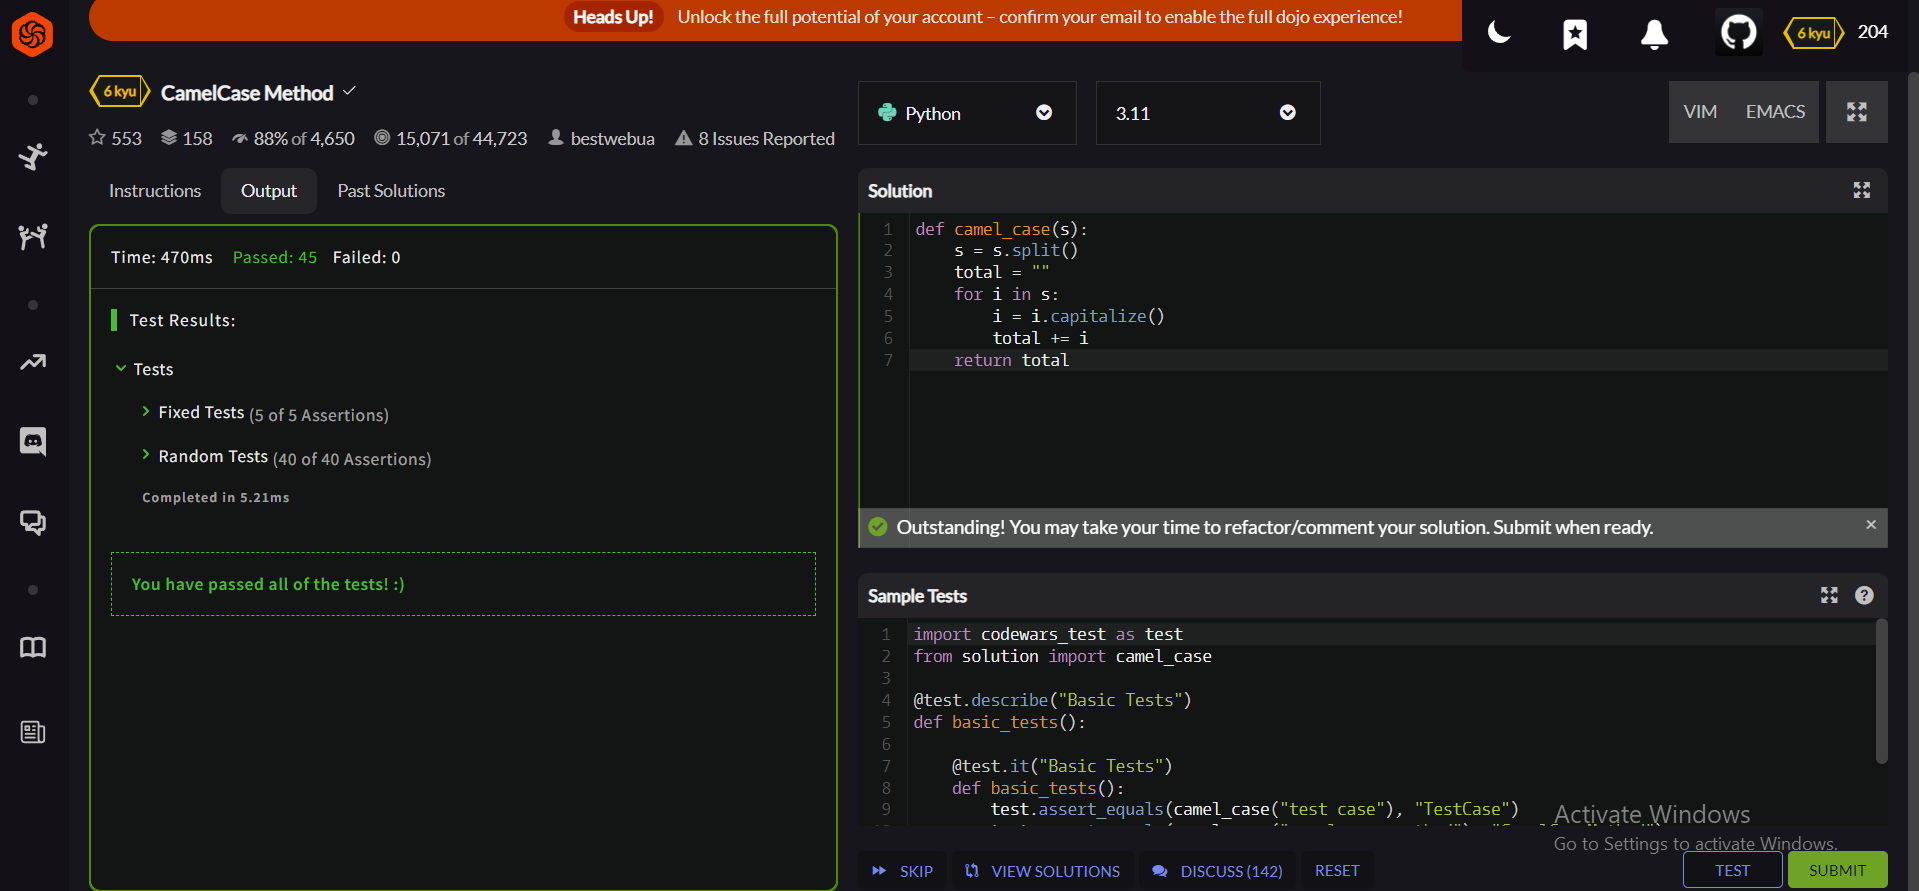 Heads Up! Unlock the full potential of your account – confirm your email to enable the full dojo experience!
6 kyu 204
6 kyu CamelCase Method
553 158 88% of 4,650 15,071 of 44,723 bestwebua 8 Issues Reported
Python 3.11 VIM EMACS
Instructions Output Past Solutions
Time: 470ms Passed: 45 Failed: 0
Test Results:
Tests
Fixed Tests (5 of 5 Assertions)
Random Tests (40 of 40 Assertions)
Completed in 5.21ms
You have passed all of the tests! :)
Solution
1 def camel_case(s):
2 s = s.split()
3 total = ""
4 for i in s:
5 i = i.capitalize()
6 total += i
7 return total
Outstanding! You may take your time to refactor/comment your solution. Submit when ready. ×
Sample Tests ?
1 import codewars_test as test
2 from solution import camel_case
3
4 @test.describe("Basic Tests")
5 def basic_tests():
6
7 @test.it("Basic Tests")
8 def basic_tests():
9 test.assert_equals(camel_case("test case"), "TestCase")
Activate Windows
Go to Settings to activate Windows.
SKIP VIEW SOLUTIONS DISCUSS (142) RESET TEST SUBMIT